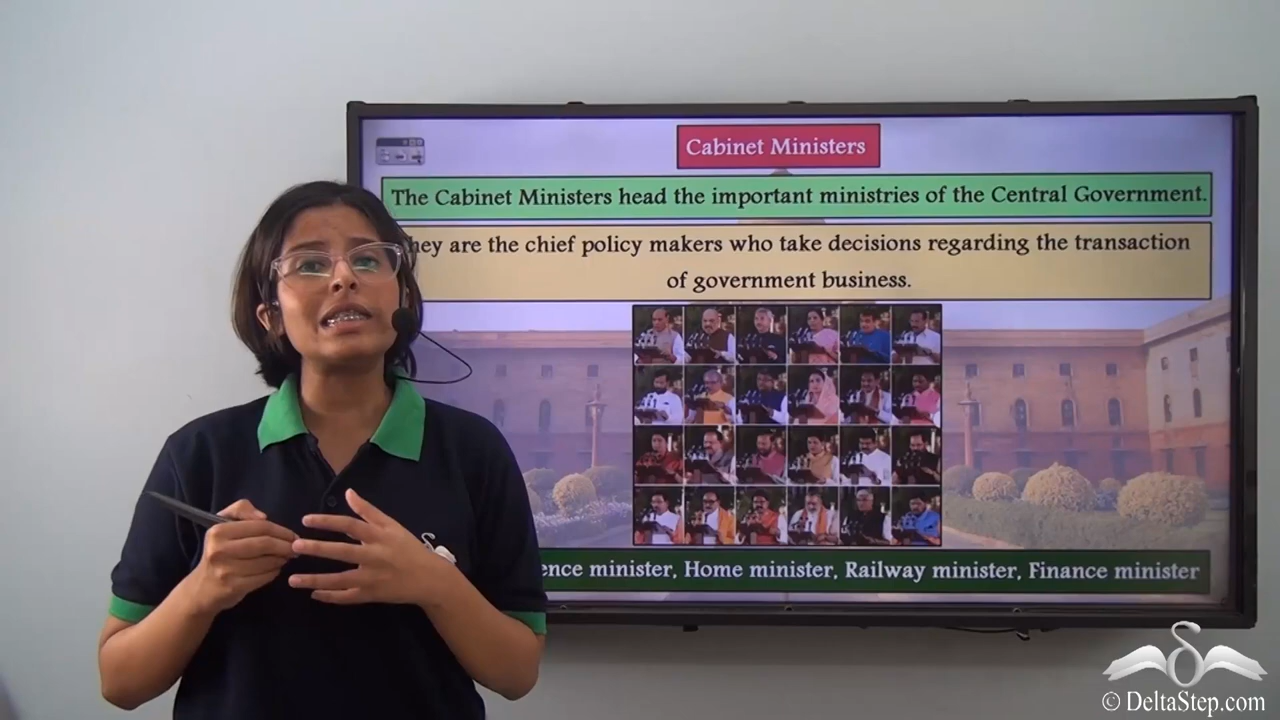 Cabinet Ministers
The Cabinet Ministers head the important ministries of the Central Government.
hey are the chief policy makers who take decisions regarding the transaction
of government business.
ence minister, Home minister, Railway minister, Finance minister
© DeltaStep.com